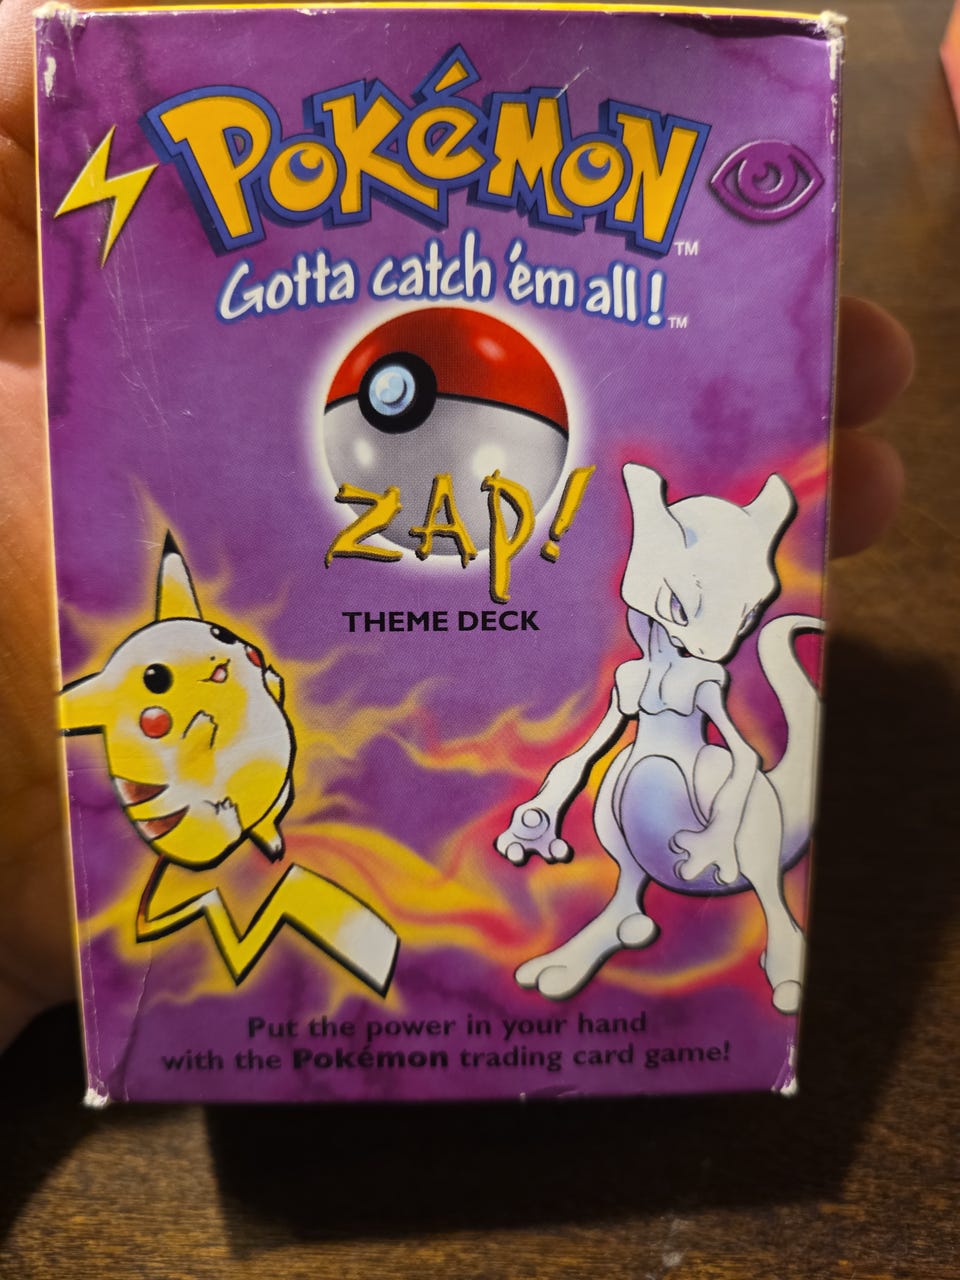 POKéMON
TM
Gotta catch 'em all!
TM
ZAP!
THEME DECK
Put the power in your hand
with the Pokémon trading card game!